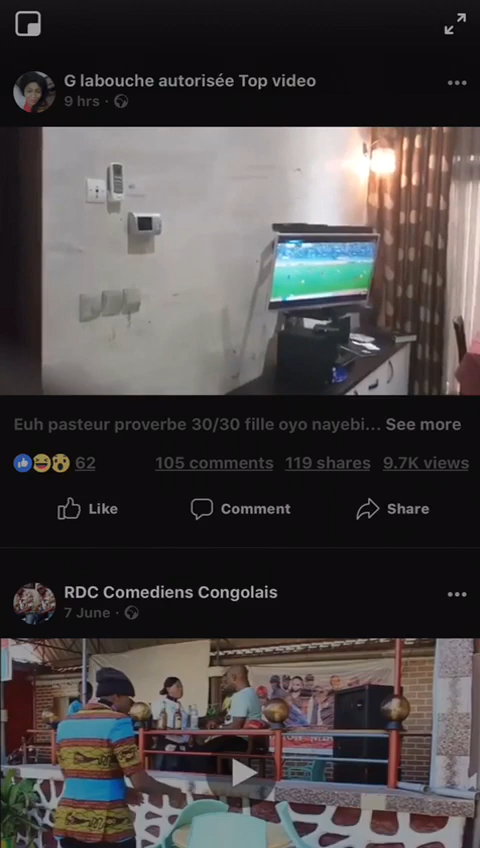 G labouche autorisée Top video
9 hrs ·
Euh pasteur proverbe 30/30 fille oyo nayebi... See more
62 105 comments 119 shares 9.7K views
Like Comment Share
RDC Comediens Congolais
7 June ·